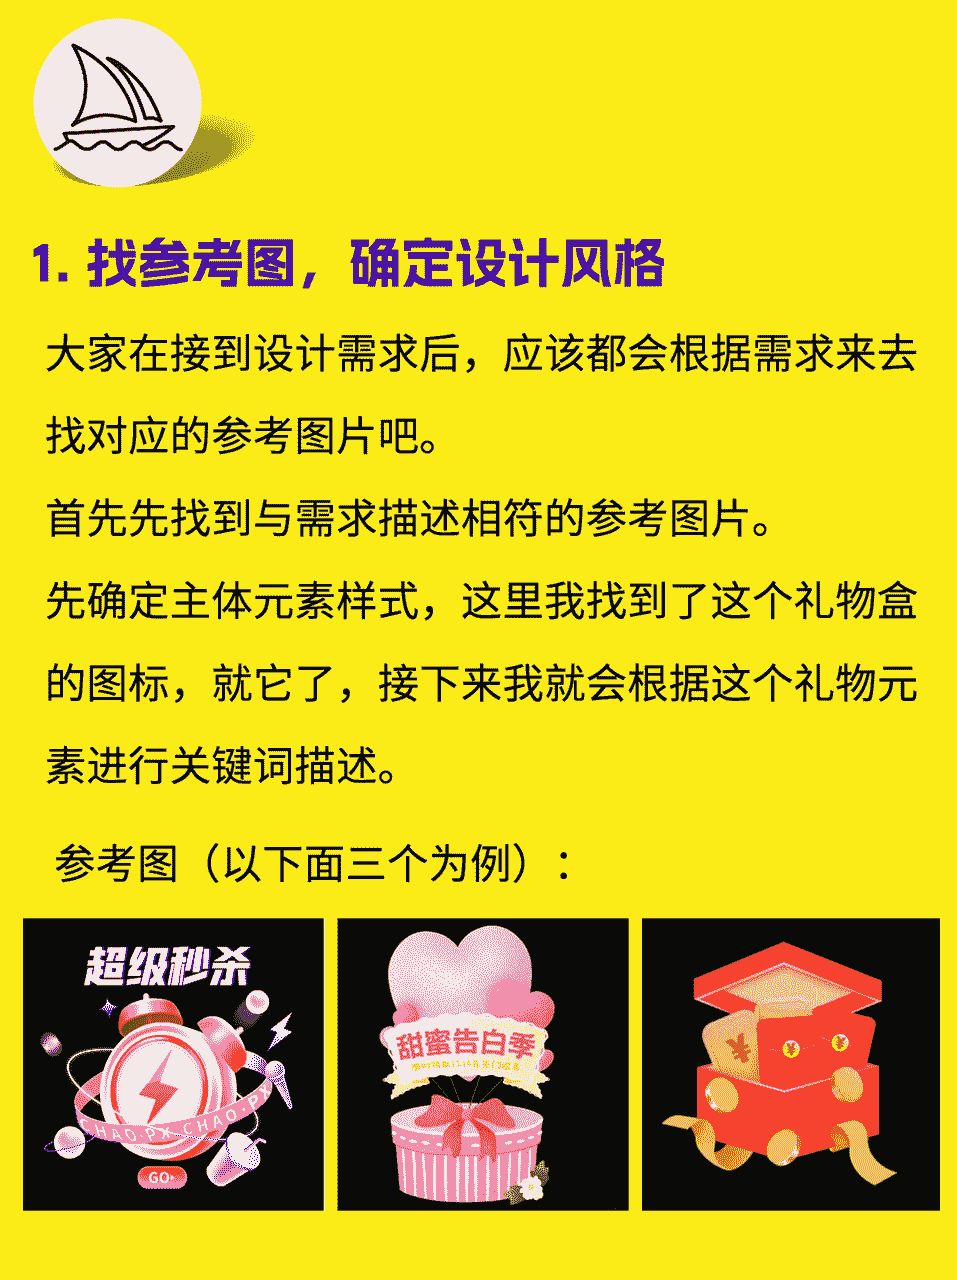 1. 找参考图，确定设计风格
大家在接到设计需求后，应该都会根据需求来去
找对应的参考图片吧。
首先先找到与需求描述相符的参考图片。
先确定主体元素样式，这里我找到了这个礼物盒
的图标，就它了，接下来我就会根据这个礼物元
素进行关键词描述。
参考图（以下面三个为例）：
超级秒杀
CHAO·PX CHAO·PX
GO
甜蜜告白季
¥
¥
¥